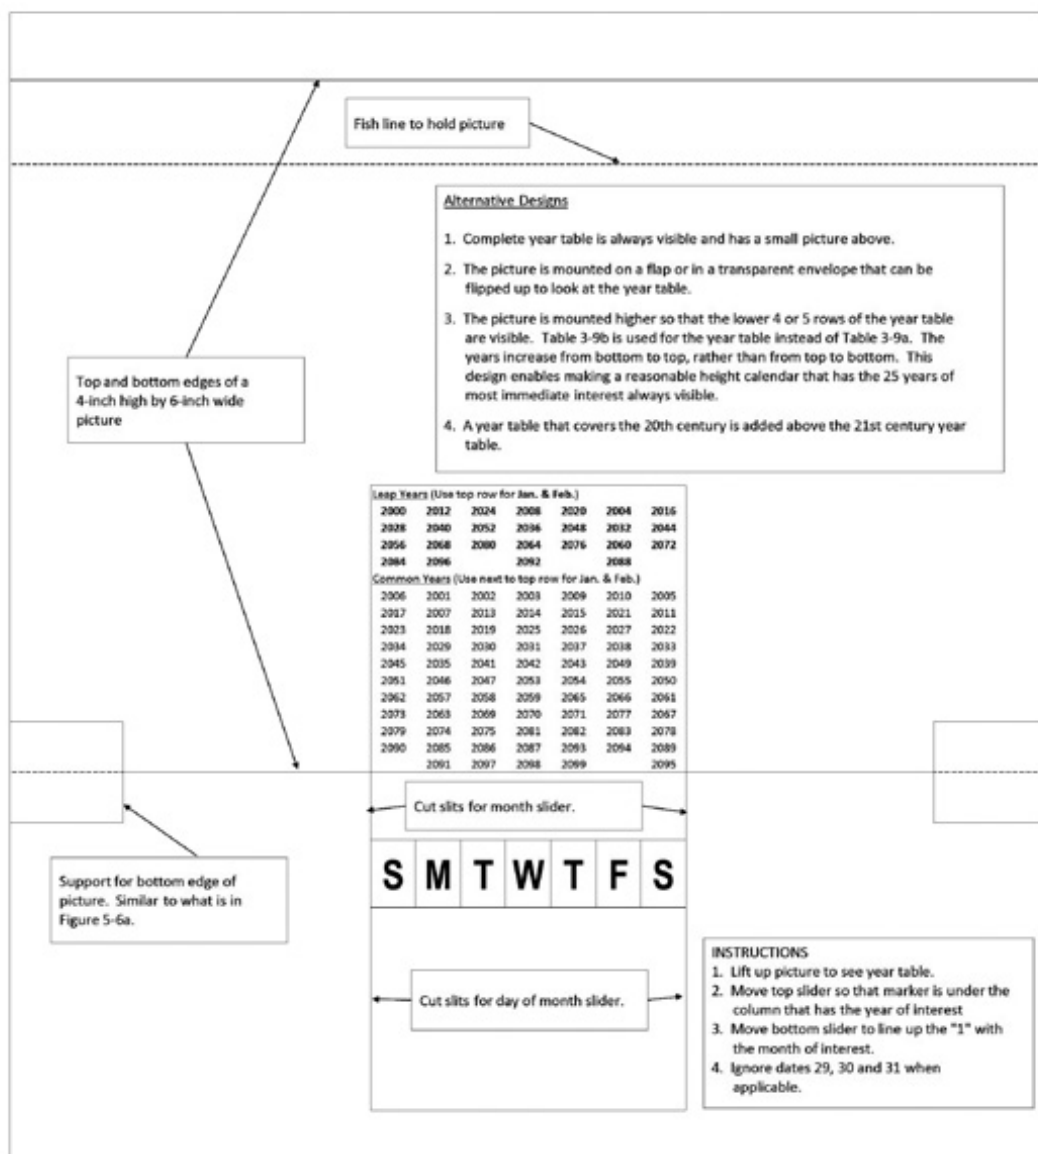 Fish line to hold picture
Alternative Designs
1. Complete year table is always visible and has a small picture above.
2. The picture is mounted on a flap or in a transparent envelope that can be
flipped up to look at the year table.
3. The picture is mounted higher so that the lower 4 or 5 rows of the year table
are visible. Table 3-9b is used for the year table instead of Table 3-9a. The
years increase from bottom to top, rather than from top to bottom. This
design enables making a reasonable height calendar that has the 25 years of
most immediate interest always visible.
4. A year table that covers the 20th century is added above the 21st century year
table.
Top and bottom edges of a
4-inch high by 6-inch wide
picture
Leap Years (Use top row for Jan. & Feb.)
2000 2012 2024 2008 2020 2004 2016
2028 2040 2052 2036 2048 2032 2044
2056 2068 2080 2064 2076 2060 2072
2084 2096 2092 2088
Common Years (Use next to top row for Jan. & Feb.)
2006 2001 2002 2003 2009 2010 2005
2017 2007 2013 2014 2015 2021 2011
2023 2018 2019 2025 2026 2027 2022
2034 2029 2030 2031 2037 2038 2033
2045 2035 2041 2042 2043 2049 2039
2051 2046 2047 2053 2054 2055 2050
2062 2057 2058 2059 2065 2066 2061
2073 2063 2069 2070 2071 2077 2067
2079 2074 2075 2081 2082 2083 2078
2090 2085 2086 2087 2093 2094 2089
2091 2097 2098 2099 2095
Cut slits for month slider.
S M T W T F S
Support for bottom edge of
picture. Similar to what is in
Figure 5-6a.
Cut slits for day of month slider.
INSTRUCTIONS
1. Lift up picture to see year table.
2. Move top slider so that marker is under the
column that has the year of interest
3. Move bottom slider to line up the "1" with
the month of interest.
4. Ignore dates 29, 30 and 31 when
applicable.